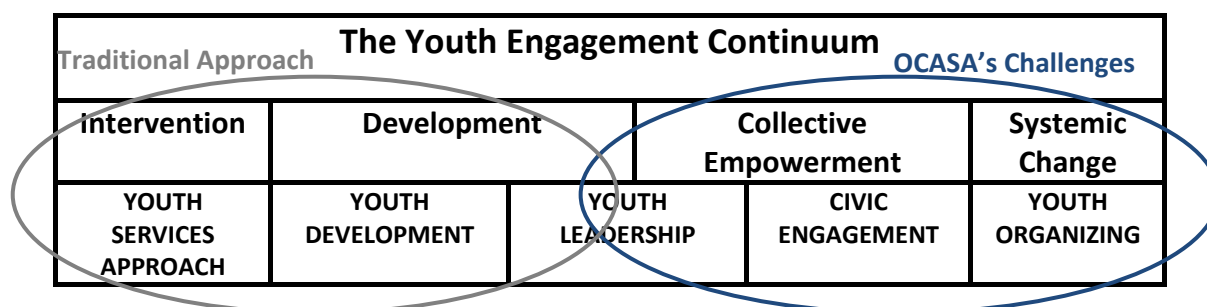 The Youth Engagement Continuum
Traditional Approach
OCASA's Challenges
Intervention
Development
Collective
Empowerment
Systemic
Change
YOUTH
SERVICES
APPROACH
YOUTH
DEVELOPMENT
YOUTH
LEADERSHIP
CIVIC
ENGAGEMENT
YOUTH
ORGANIZING